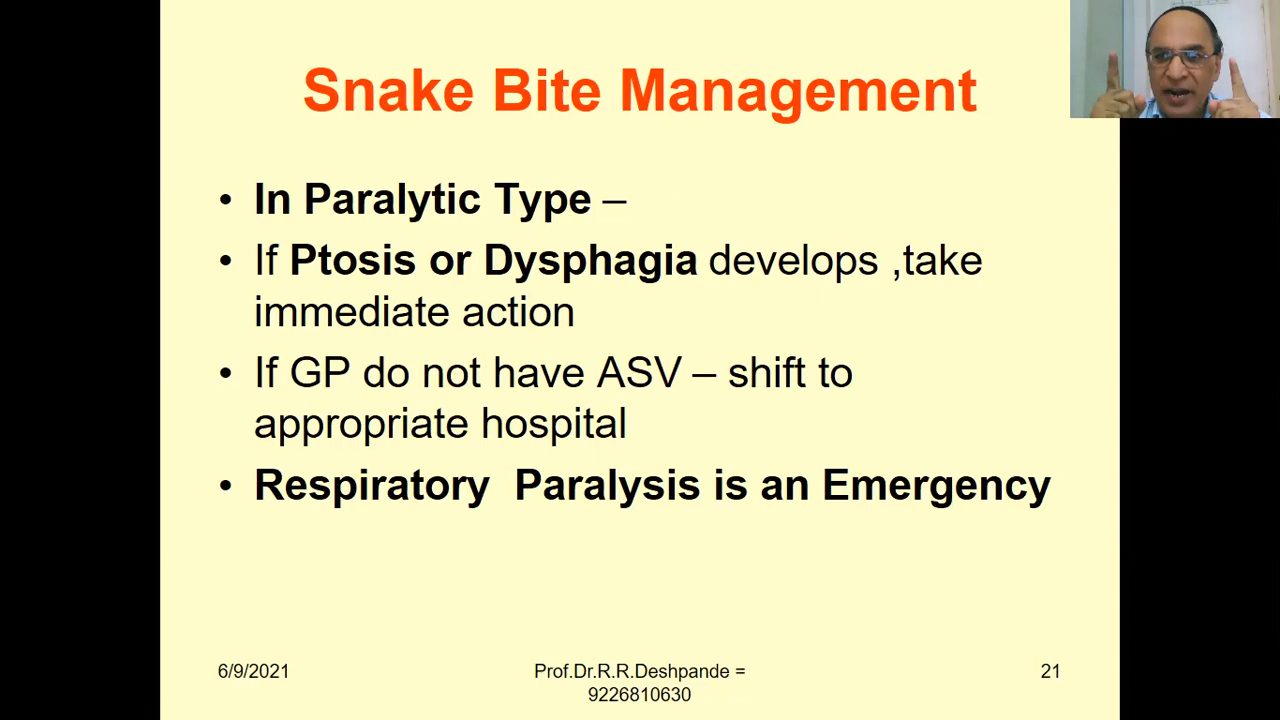 Snake Bite Management
• In Paralytic Type –
• If Ptosis or Dysphagia develops ,take
immediate action
• If GP do not have ASV – shift to
appropriate hospital
• Respiratory  Paralysis is an Emergency
6/9/2021
Prof.Dr.R.R.Deshpande =
9226810630
21